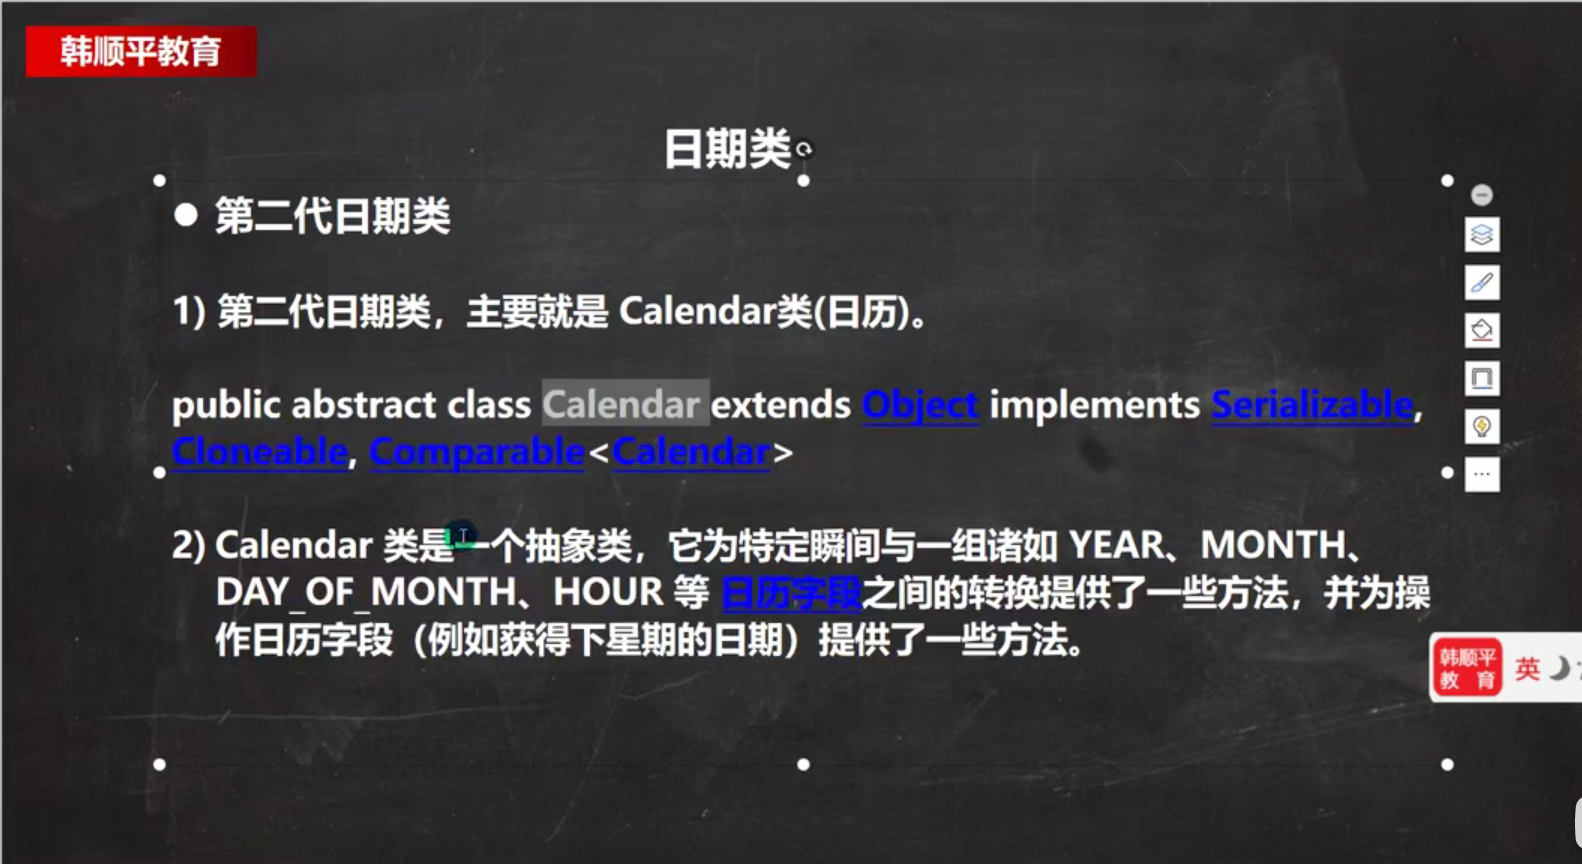 韩顺平教育
日期类
● 第二代日期类
1) 第二代日期类，主要就是 Calendar类(日历)。
public abstract class Calendar extends Object implements Serializable,
Cloneable, Comparable<Calendar>
2) Calendar 类是一个抽象类，它为特定瞬间与一组诸如 YEAR、MONTH、
DAY_OF_MONTH、HOUR 等 日历字段之间的转换提供了一些方法，并为操
作日历字段（例如获得下星期的日期）提供了一些方法。
韩顺平
教 育
英